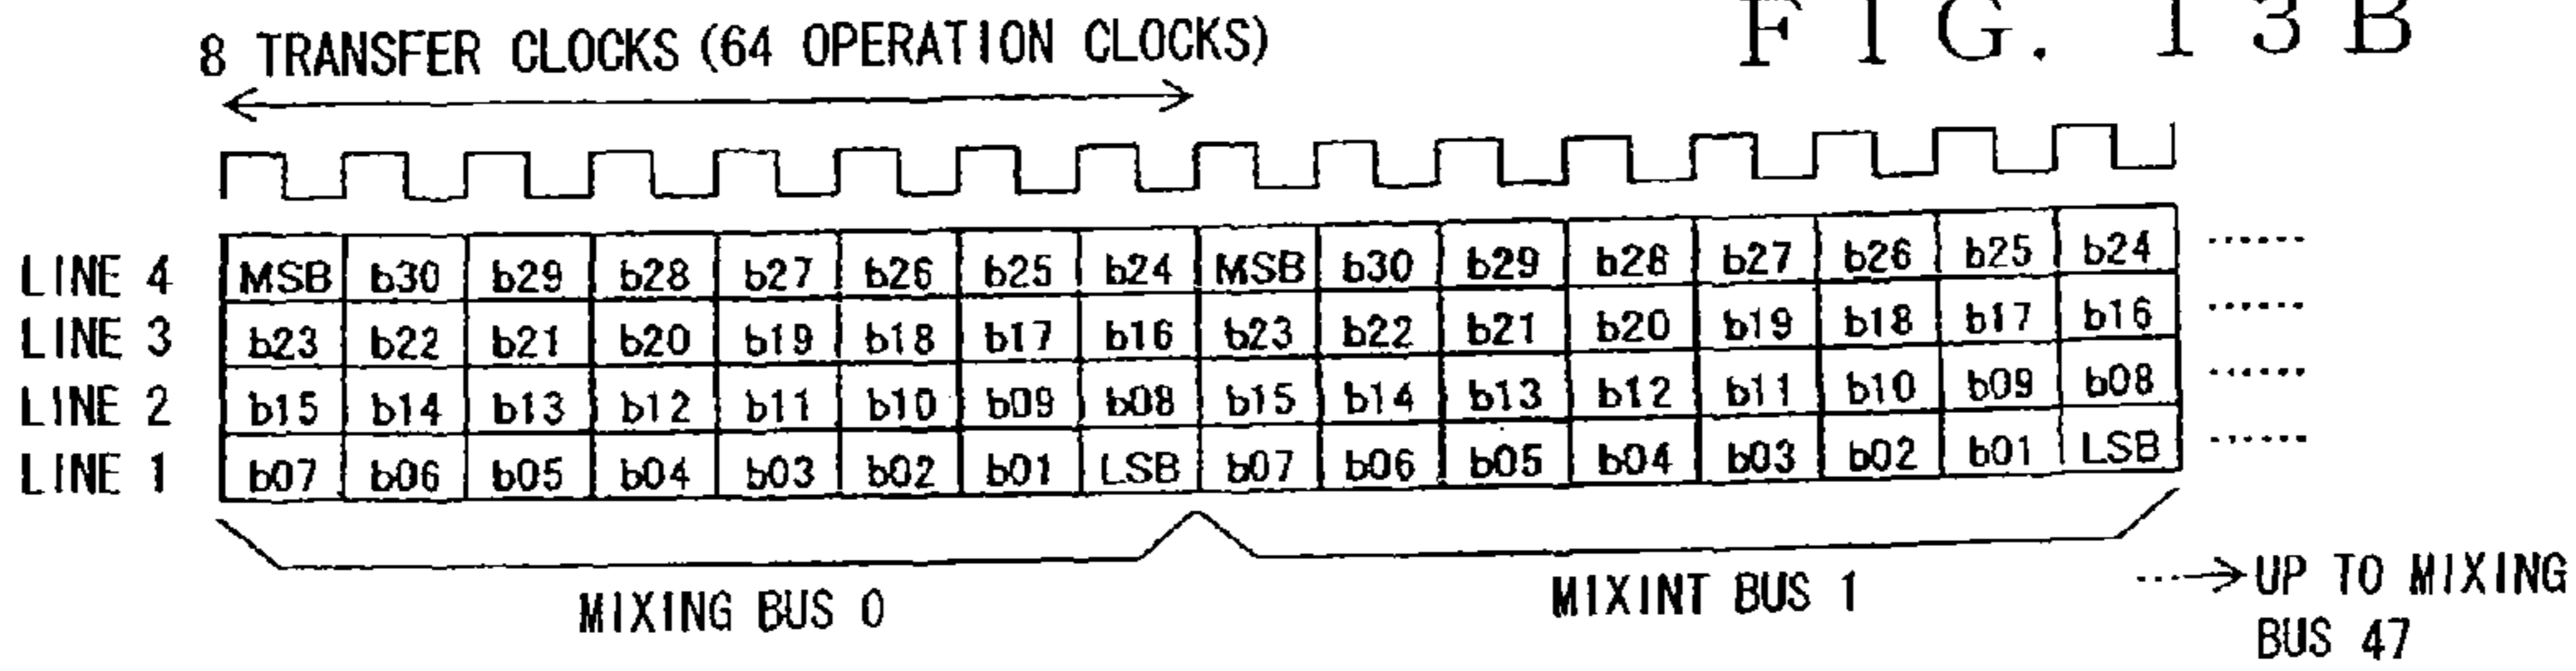 FIG. 13B
8 TRANSFER CLOCKS (64 OPERATION CLOCKS)
LINE 4 MSB b30 b29 b28 b27 b26 b25 b24 MSB b30 b29 b28 b27 b26 b25 b24 ......
LINE 3 b23 b22 b21 b20 b19 b18 b17 b16 b23 b22 b21 b20 b19 b18 b17 b16 ......
LINE 2 b15 b14 b13 b12 b11 b10 b09 b08 b15 b14 b13 b12 b11 b10 b09 b08 ......
LINE 1 b07 b06 b05 b04 b03 b02 b01 LSB b07 b06 b05 b04 b03 b02 b01 LSB ......
MIXING BUS 0
MIXINT BUS 1
...→UP TO MIXING
BUS 47